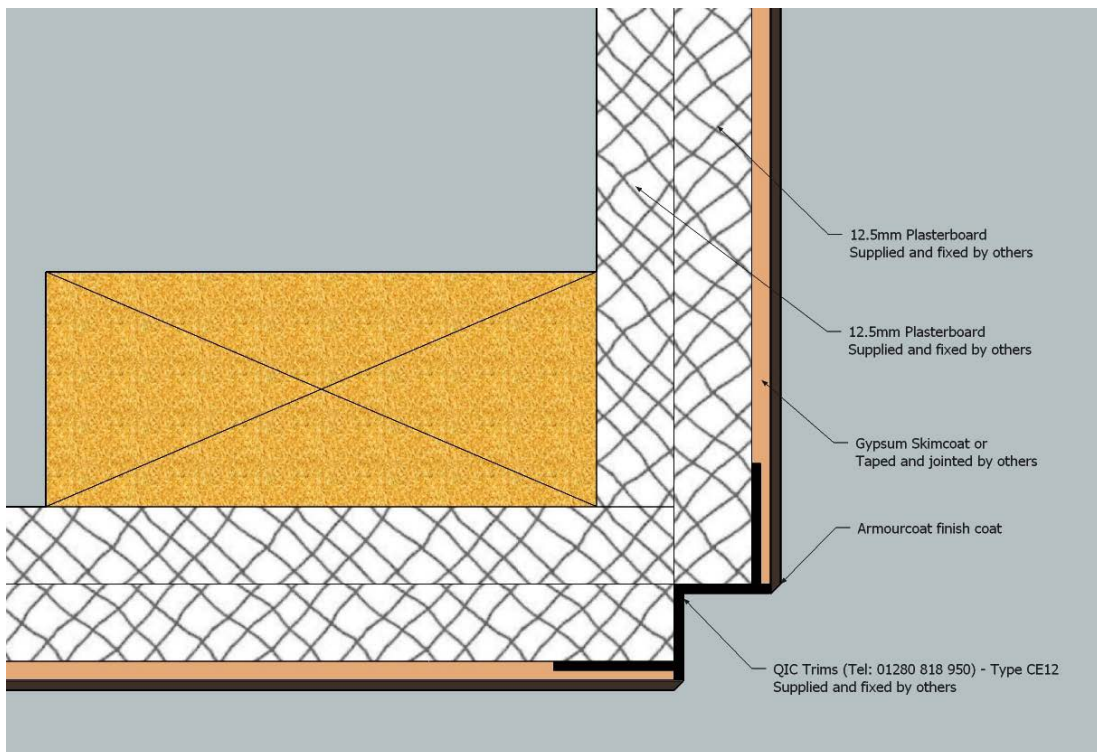 12.5mm Plasterboard
Supplied and fixed by others
12.5mm Plasterboard
Supplied and fixed by others
Gypsum Skimcoat or
Taped and jointed by others
Armourcoat finish coat
QIC Trims (Tel: 01280 818 950) - Type CE12
Supplied and fixed by others